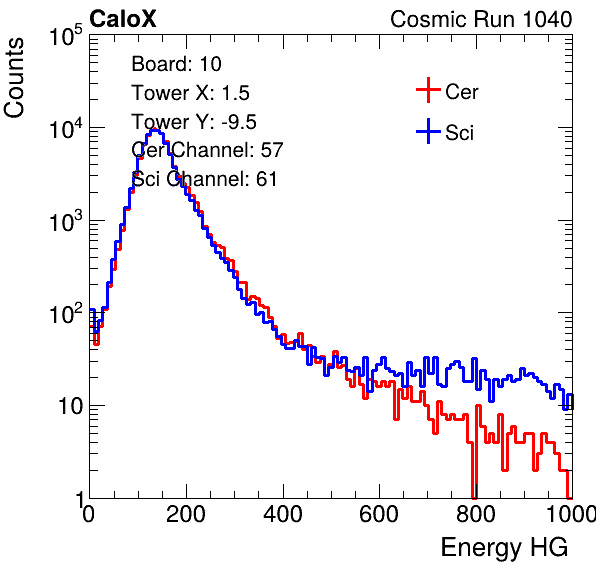 CaloX
Cosmic Run 1040
Counts
Board: 10
Tower X: 1.5
Tower Y: -9.5
Cer Channel: 57
Sci Channel: 61
Cer
Sci
10^5
10^4
10^3
10^2
10
1
0 200 400 600 800 1000
Energy HG